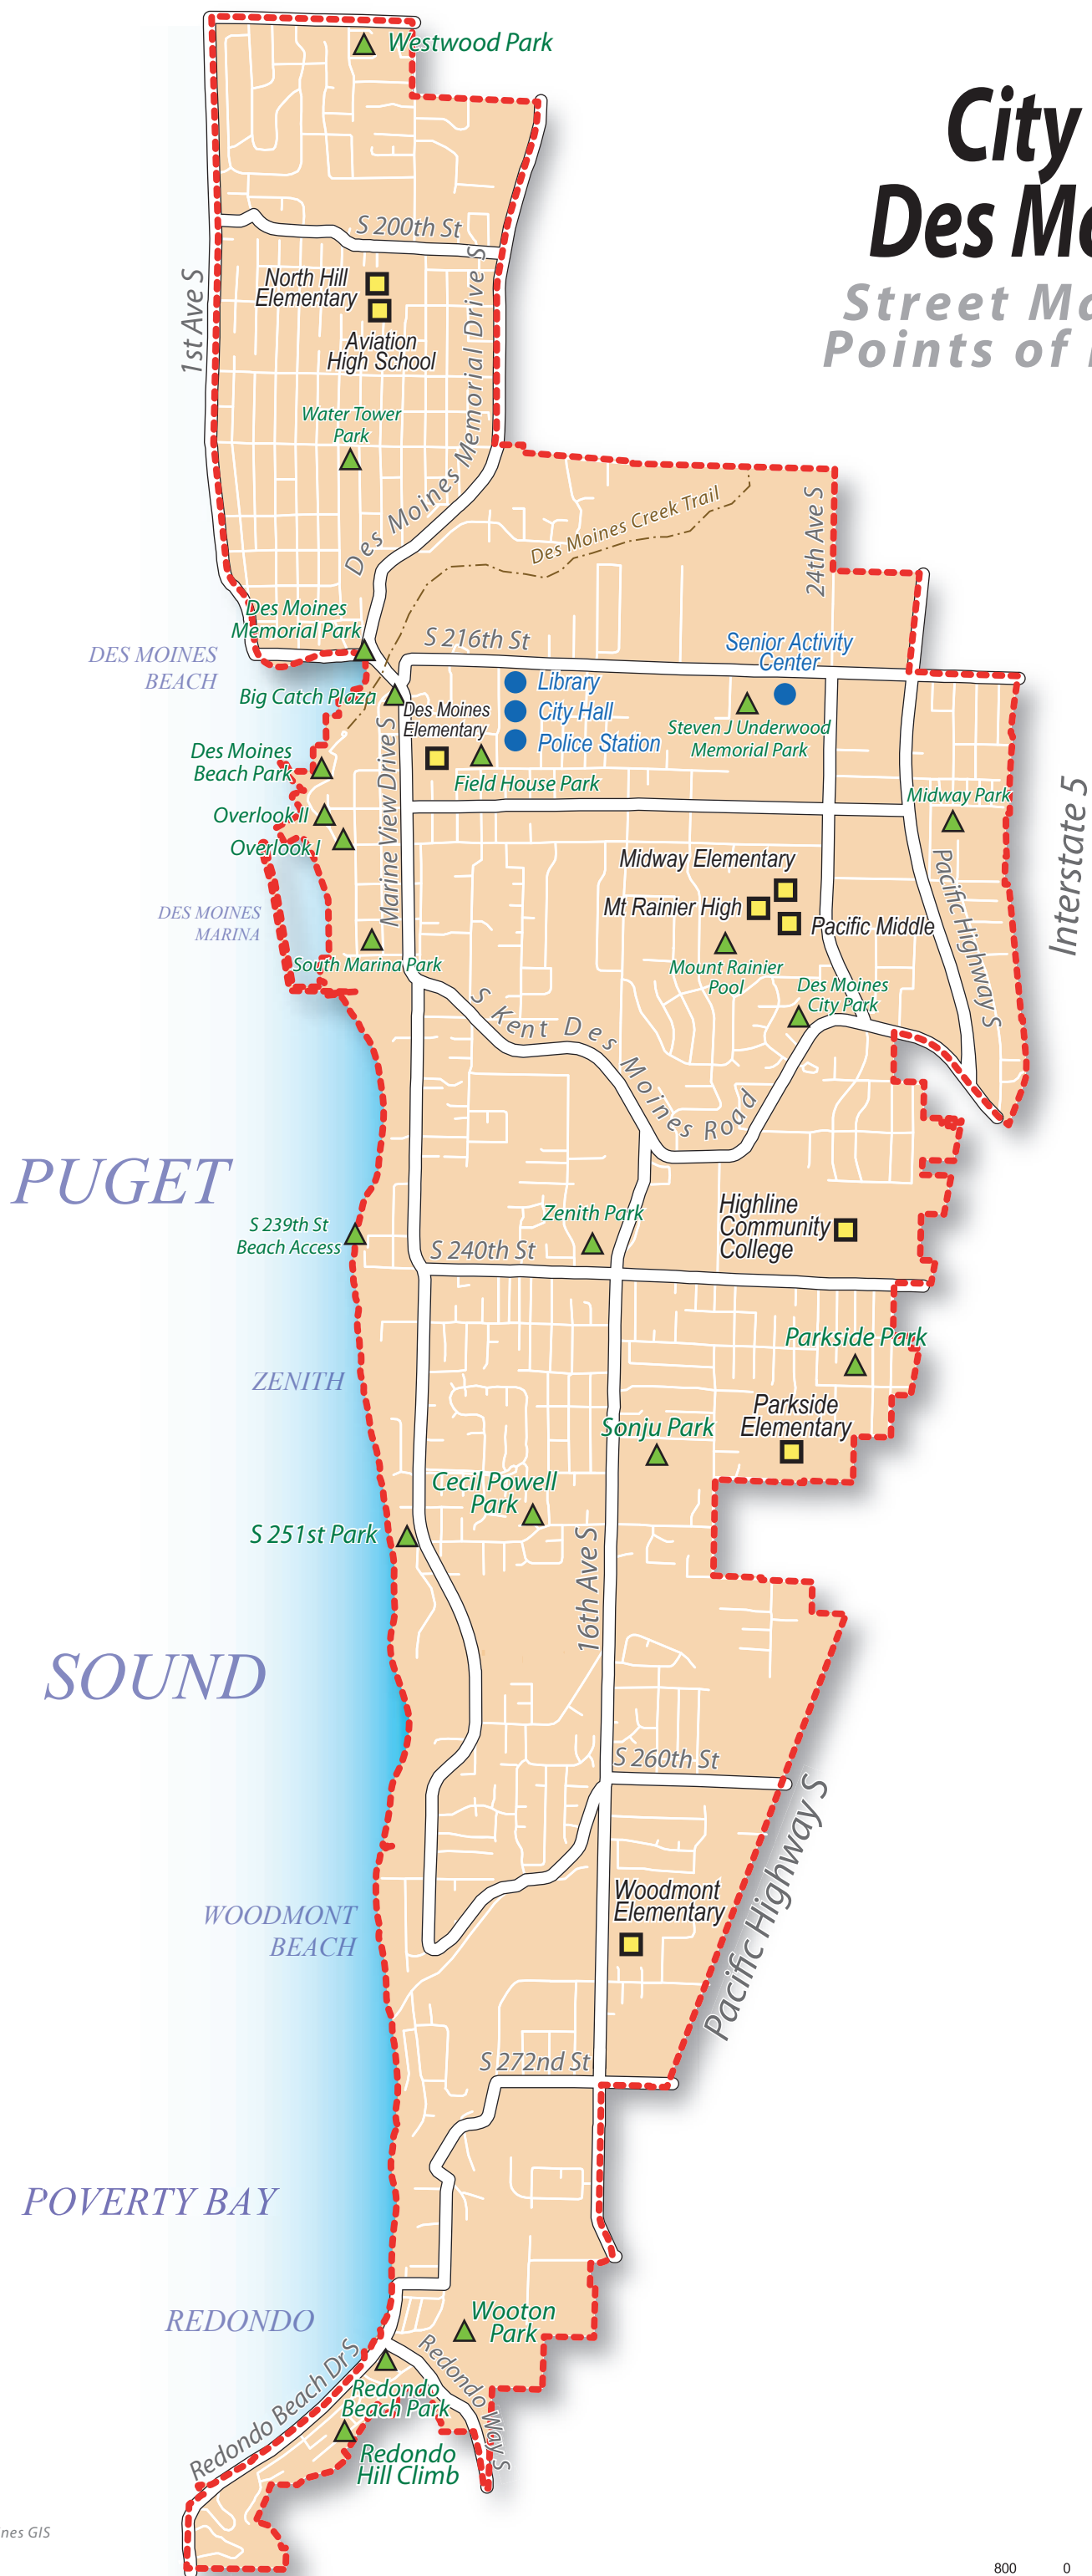 City
Des Mo
Street Ma
Points of
Westwood Park
S 200th St
1st Ave S
North Hill
Elementary
Aviation
High School
Des Moines Memorial Drive S
Water Tower
Park
Des Moines Creek Trail
24th Ave S
Des Moines
Memorial Park
DES MOINES
BEACH
S 216th St
Senior Activity
Center
Big Catch Plaza
Library
City Hall
Police Station
Des Moines
Elementary
Steven J Underwood
Memorial Park
Des Moines
Beach Park
Field House Park
Marine View Drive S
Midway Park
Interstate 5
Overlook II
Overlook I
Midway Elementary
Mt Rainier High
Pacific Middle
Pacific Highway S
DES MOINES
MARINA
South Marina Park
Mount Rainier
Pool
Des Moines
City Park
S Kent Des Moines Road
PUGET
S 239th St
Beach Access
Zenith Park
Highline
Community
College
S 240th St
Parkside Park
ZENITH
Parkside
Elementary
Sonju Park
Cecil Powell
Park
S 251st Park
16th Ave S
SOUND
S 260th St
Pacific Highway S
Woodmont
Elementary
WOODMONT
BEACH
S 272nd St
POVERTY BAY
REDONDO
Wooton
Park
Redondo Beach Dr S
Redondo Way S
Redondo
Beach Park
Redondo
Hill Climb
nes GIS
800 0